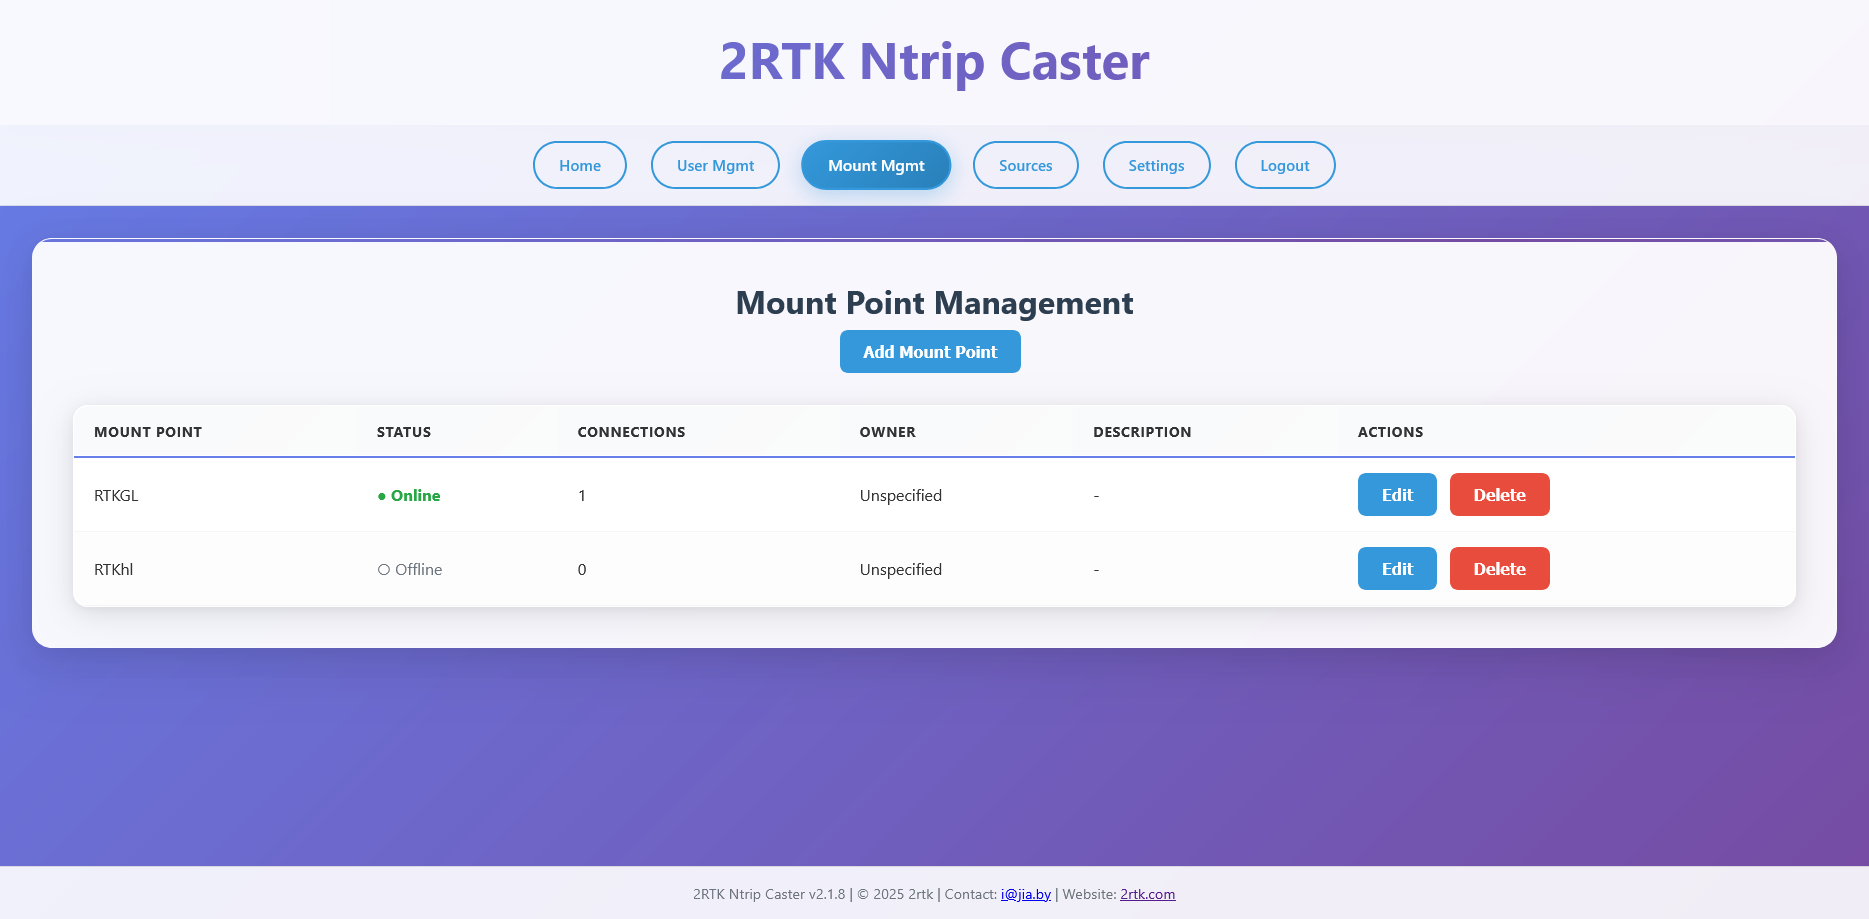 2RTK Ntrip Caster
Home User Mgmt Mount Mgmt Sources Settings Logout
Mount Point Management
Add Mount Point
MOUNT POINT STATUS CONNECTIONS OWNER DESCRIPTION ACTIONS
RTKGL ● Online 1 Unspecified - Edit Delete
RTKhl ○ Offline 0 Unspecified - Edit Delete
2RTK Ntrip Caster v2.1.8 | © 2025 2rtk | Contact: i@jia.by | Website: 2rtk.com